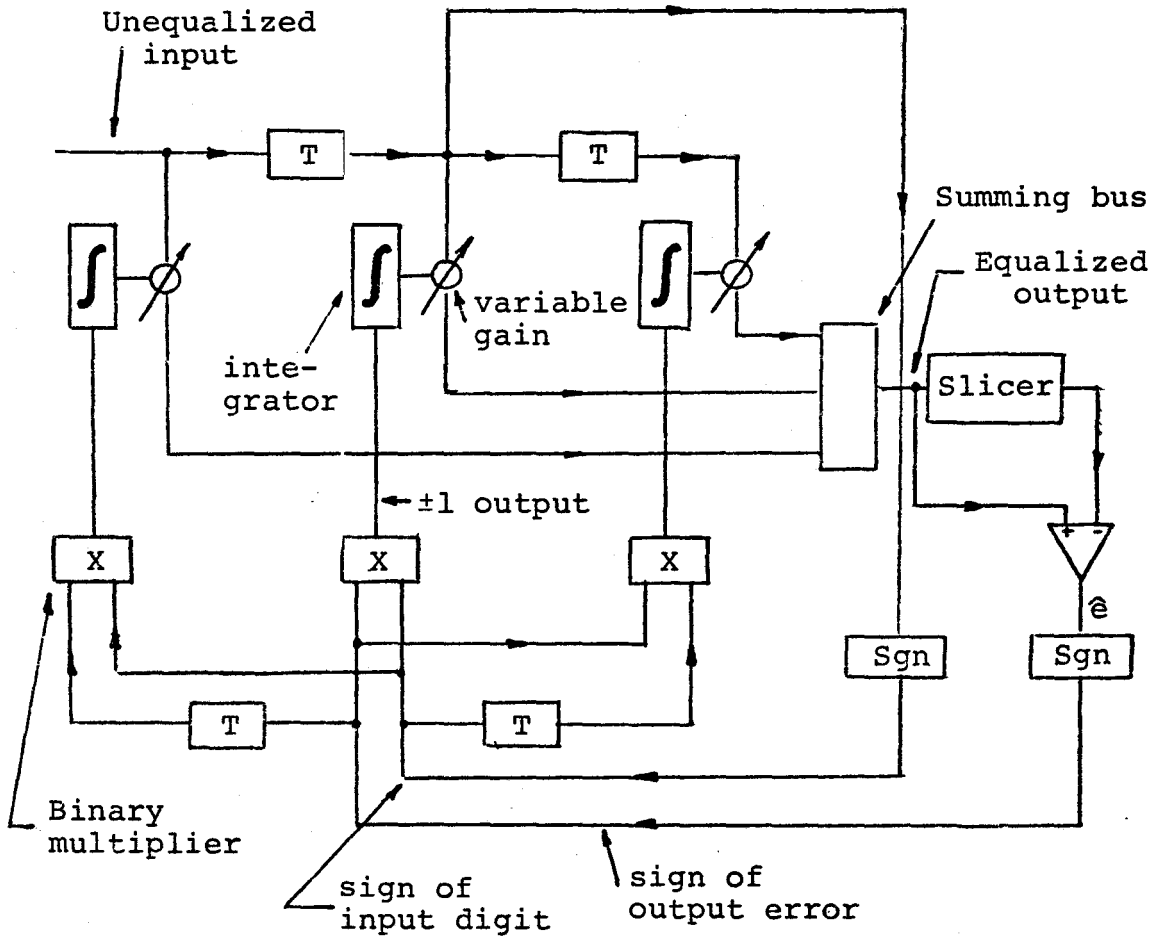 Unequalized
input
T
T
Summing bus
Equalized
output
∫
∫
∫
variable
gain
inte-
grator
Slicer
±1 output
+ -
X
X
X
ê
Sgn
Sgn
T
T
Binary
multiplier
sign of
input digit
sign of
output error